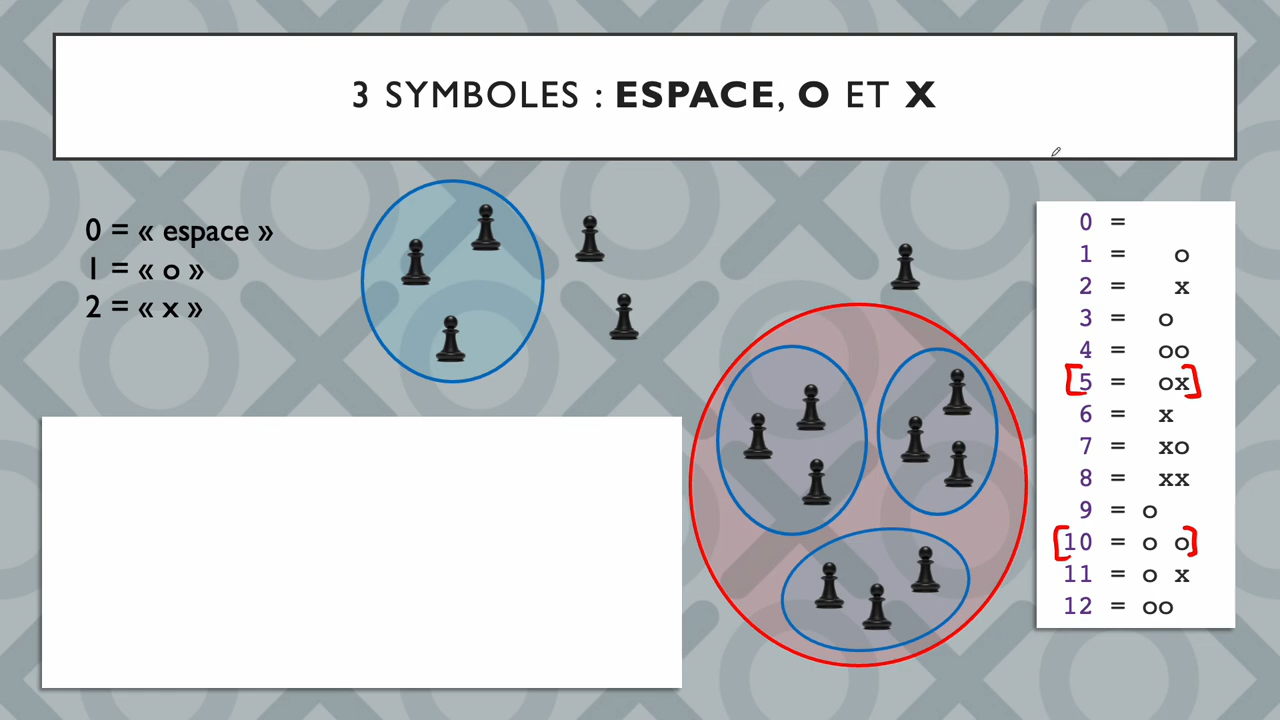 3 SYMBOLES : ESPACE, O ET X
0 = « espace »
1 = « o »
2 = « x »
0 =
1 =   o
2 =   x
3 =  o
4 =  oo
[5 =  ox]
6 =  x
7 =  xo
8 =  xx
9 = o
[10 = o o]
11 = o x
12 = oo